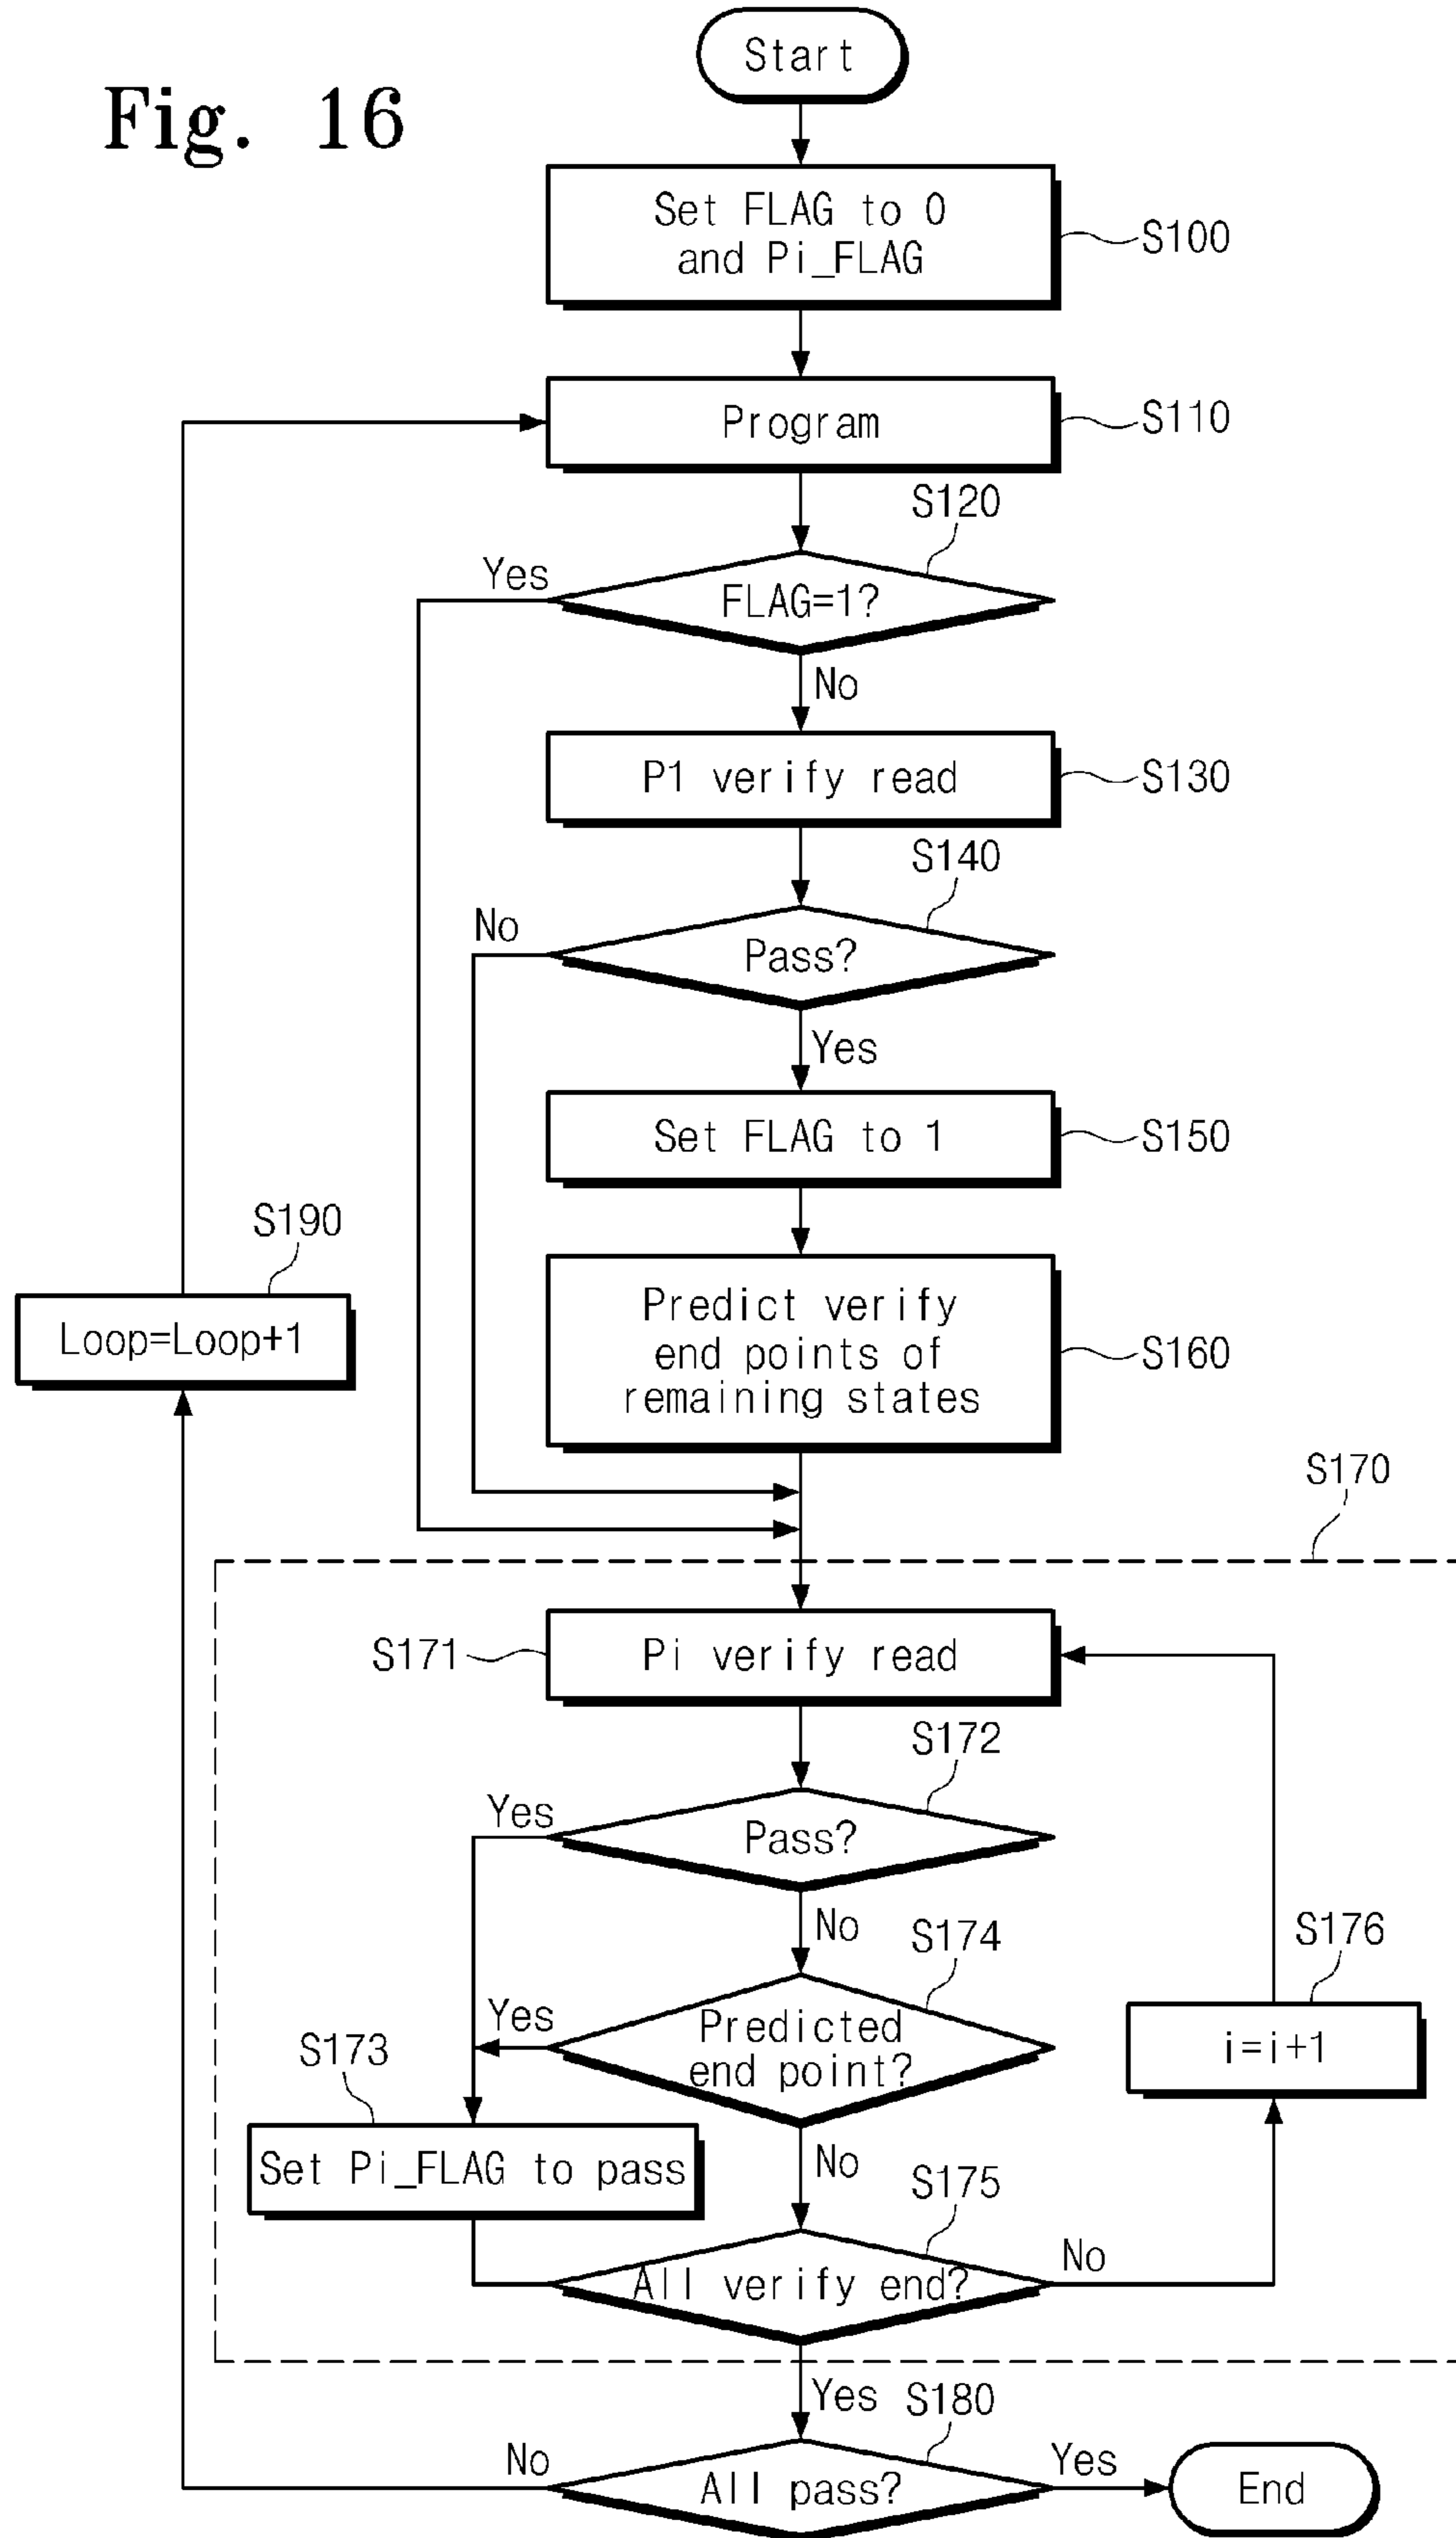 Fig. 16
Start
Set FLAG to 0
and Pi_FLAG
S100
Program
S110
S120
Yes
FLAG=1?
No
P1 verify read
S130
S140
No
Pass?
Yes
Set FLAG to 1
S150
S190
Loop=Loop+1
Predict verify
end points of
remaining states
S160
S170
S171
Pi verify read
S172
Yes
Pass?
No
S174
S176
Yes
Predicted
end point?
i=i+1
S173
Set Pi_FLAG to pass
No
S175
All verify end?
No
Yes
S180
No
All pass?
Yes
End